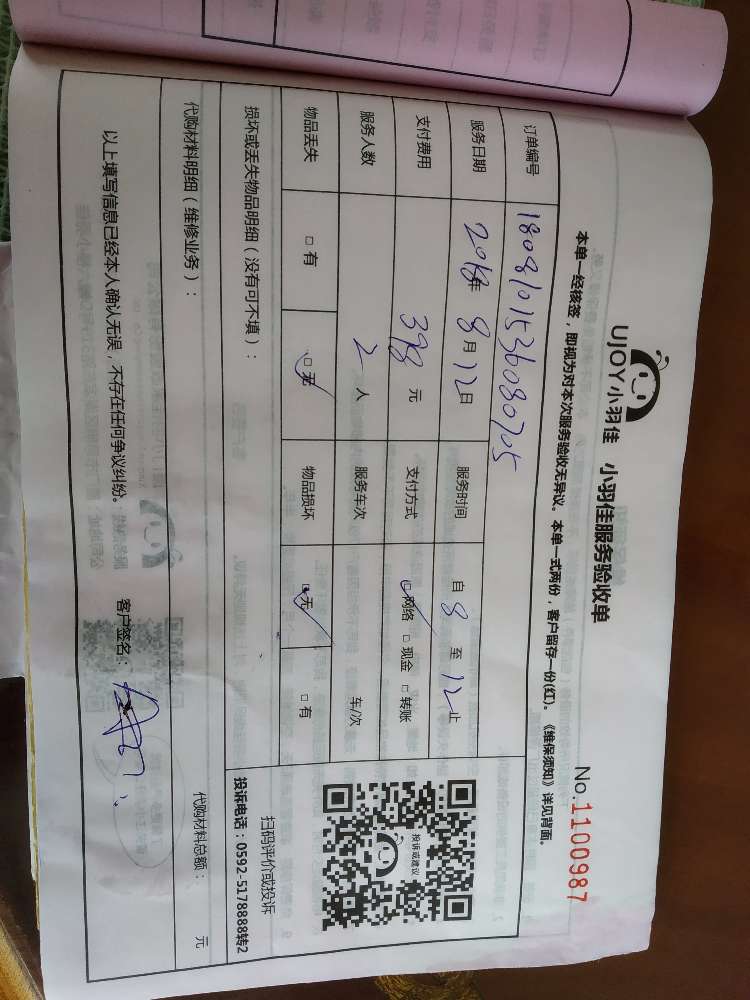 UJOY小羽佳 小羽佳服务验收单
No.1100987
本单一经核签，即视为对本次服务验收无异议。本单一式两份，客户留存一份(红)。《维保须知》详见背面。
订单编号 180810153608070​5
服务日期 2018年 8月 12日 服务时间 自 8 至 12 止
支付费用 398 元 支付方式 □网络 □现金 □转账
服务人数 2 人 服务车次 车/次
物品丢失 □有 □无 物品损坏 □无 □有
损坏或丢失物品明细（没有可不填）：
投诉或建议
扫码评价或投诉
投诉电话：0592-5178888转2
代购材料明细（维修业务）： 代购材料总额： 元
以上填写信息已经本人确认无误，不存在任何争议纠纷。 客户签名：